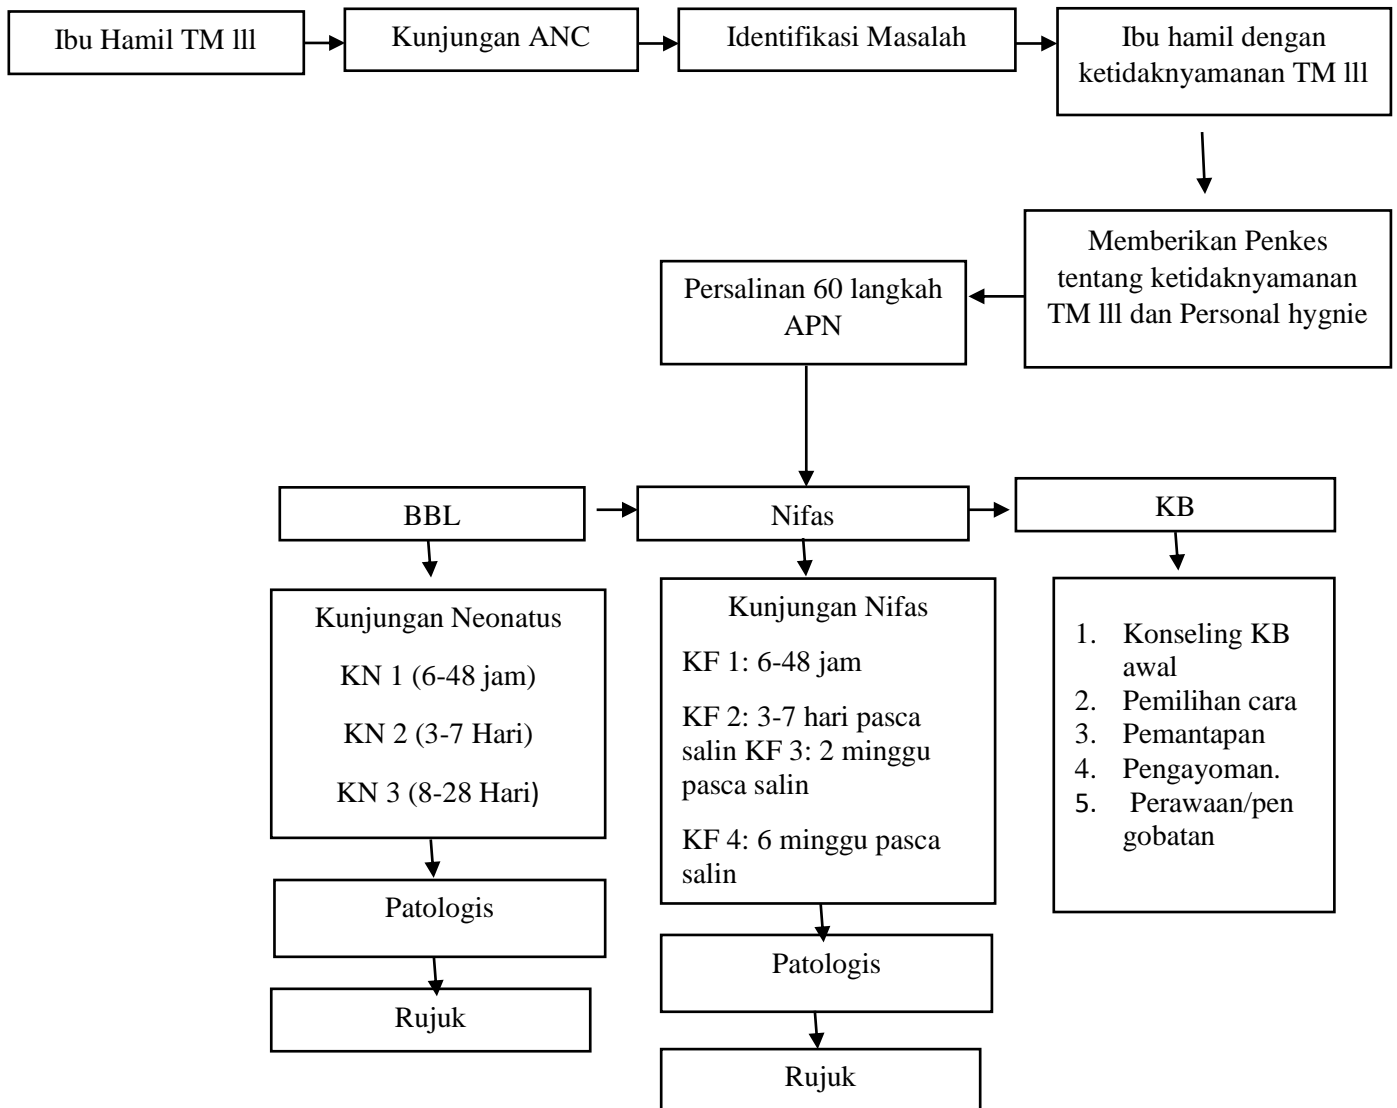 Ibu Hamil TM lll
Kunjungan ANC
Identifikasi Masalah
Ibu hamil dengan
ketidaknyamanan TM lll
Memberikan Penkes
tentang ketidaknyamanan
TM lll dan Personal hygnie
Persalinan 60 langkah
APN
BBL
Nifas
KB
Kunjungan Neonatus
KN 1 (6-48 jam)
KN 2 (3-7 Hari)
KN 3 (8-28 Hari)
Kunjungan Nifas
KF 1: 6-48 jam
KF 2: 3-7 hari pasca
salin KF 3: 2 minggu
pasca salin
KF 4: 6 minggu pasca
salin
1. Konseling KB
awal
2. Pemilihan cara
3. Pemantapan
4. Pengayoman.
5. Perawaan/pen
gobatan
Patologis
Rujuk
Patologis
Rujuk